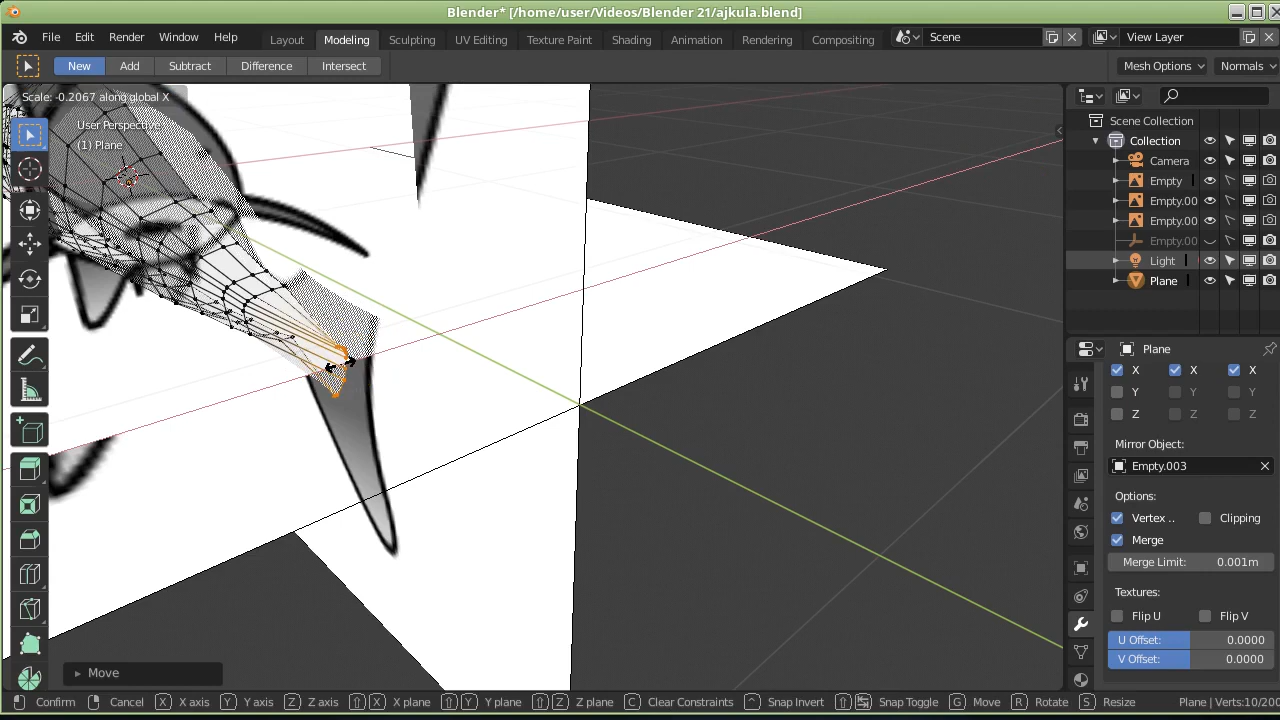 Blender* [/home/user/Videos/Blender 21/ajkula.blend]
File Edit Render Window Help Layout Modeling Sculpting UV Editing Texture Paint Shading Animation Rendering Compositing Scene View Layer
New Add Subtract Difference Intersect Mesh Options Normals
Scale: -0.2067 along global X
User Perspective
(1) Plane
Scene Collection
Collection
Camera
Empty
Empty.00
Empty.00
Empty.00
Light
Plane
Plane
X X X
Y Y Y
Z Z Z
Mirror Object:
Empty.003
Options:
Vertex .. Clipping
Merge
Merge Limit: 0.001m
Textures:
Flip U Flip V
U Offset: 0.0000
V Offset: 0.0000
Move
Confirm Cancel X X axis Y Y axis Z Z axis X X plane Y Y plane Z Z plane C Clear Constraints Snap Invert Snap Toggle G Move R Rotate S Resize Plane | Verts:10/200